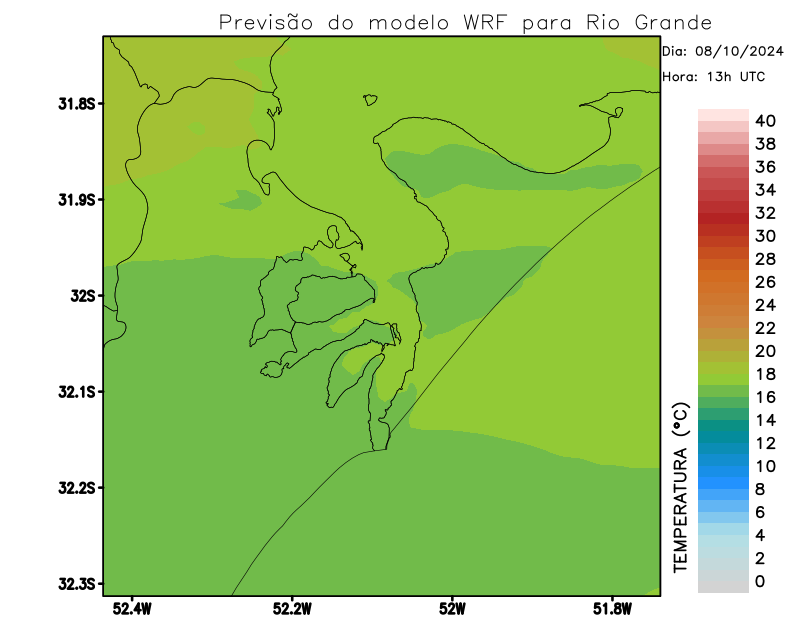 Previsão do modelo WRF para Rio Grande
Dia: 08/10/2024
Hora: 13h UTC
31.8S
31.9S
32S
32.1S
32.2S
32.3S
52.4W
52.2W
52W
51.8W
40
38
36
34
32
30
28
26
24
22
20
18
16
14
12
10
8
6
4
2
0
TEMPERATURA (°C)